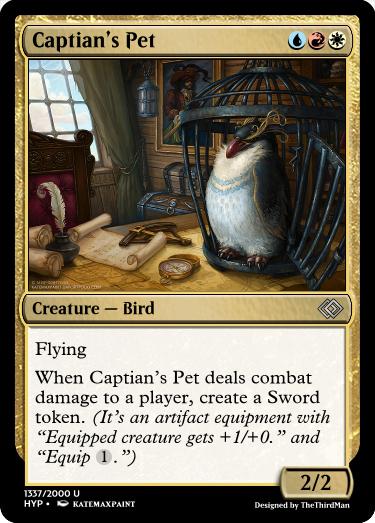 Captian's Pet
Creature — Bird
Flying
When Captian's Pet deals combat
damage to a player, create a Sword
token. (It's an artifact equipment with
“Equipped creature gets +1/+0.” and
“Equip 1.”)
2/2
1337/2000 U
HYP • KATEMAXPAINT
Designed by TheThirdMan